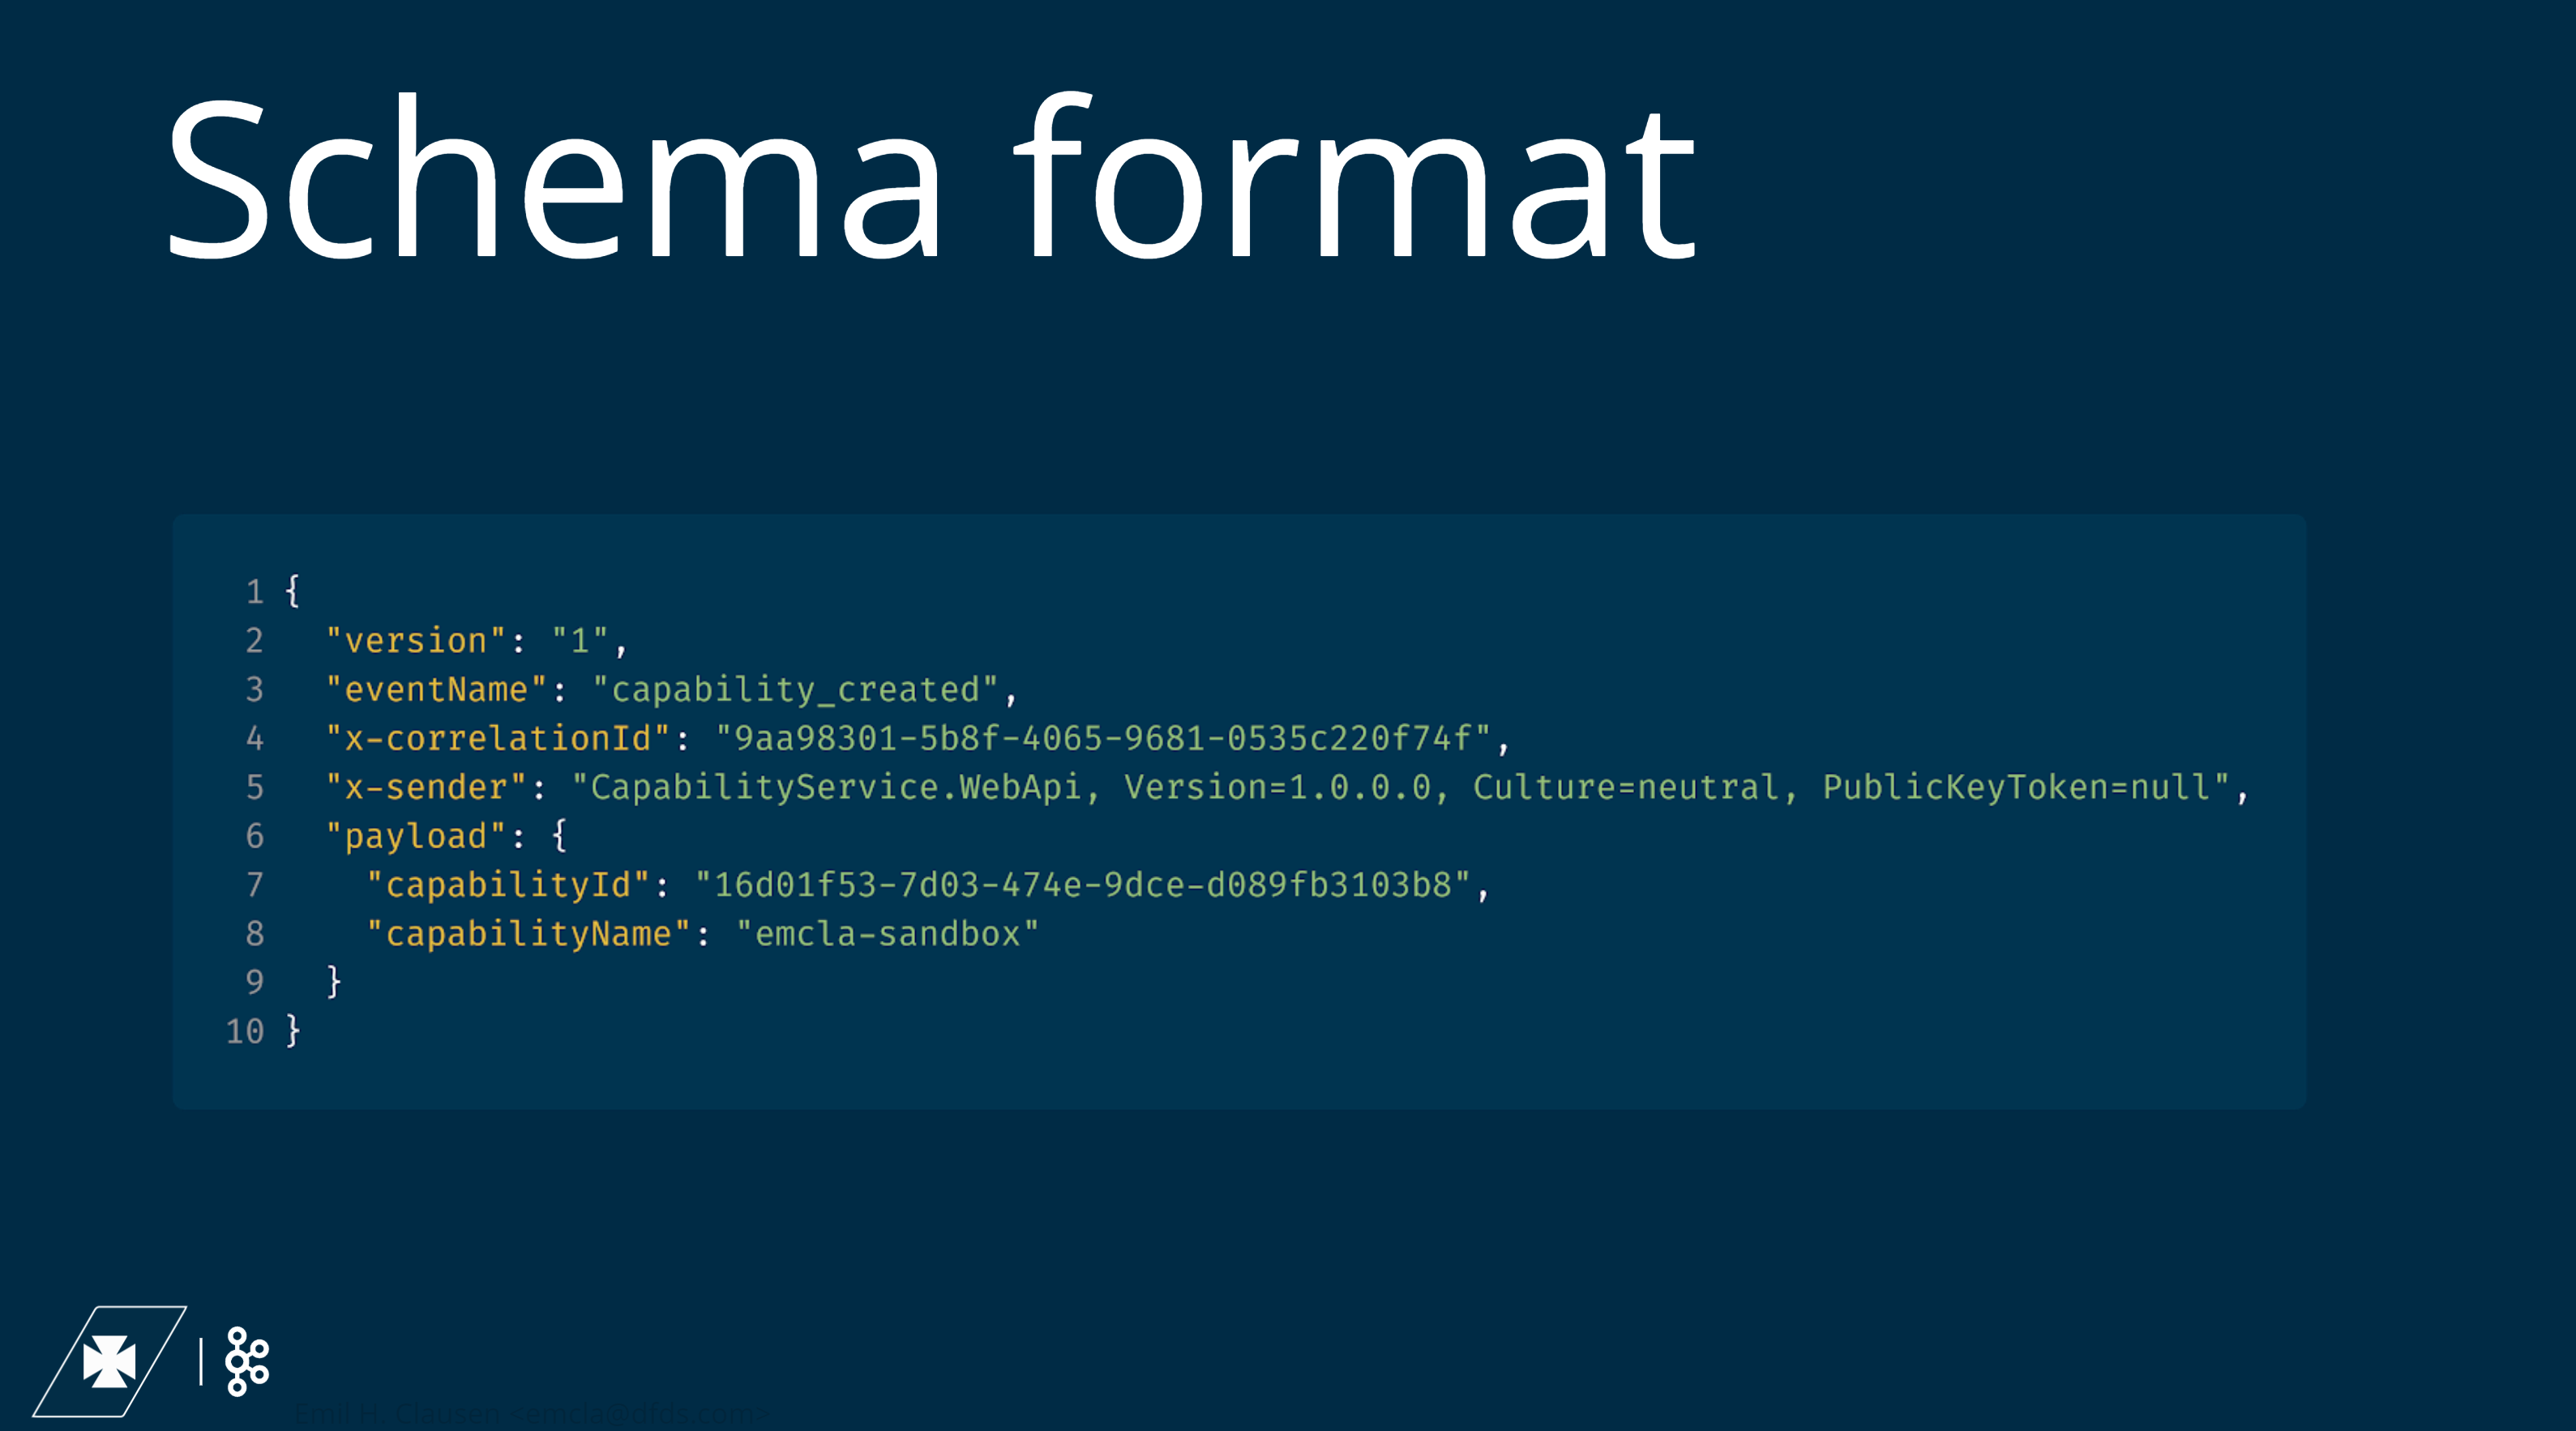 Schema format
1 {
2   "version": "1",
3   "eventName": "capability_created",
4   "x-correlationId": "9aa98301-5b8f-4065-9681-0535c220f74f",
5   "x-sender": "CapabilityService.WebApi, Version=1.0.0.0, Culture=neutral, PublicKeyToken=null",
6   "payload": {
7     "capabilityId": "16d01f53-7d03-474e-9dce-d089fb3103b8",
8     "capabilityName": "emcla-sandbox"
9   }
10 }
Emil H. Clausen <emcla@dfds.com>